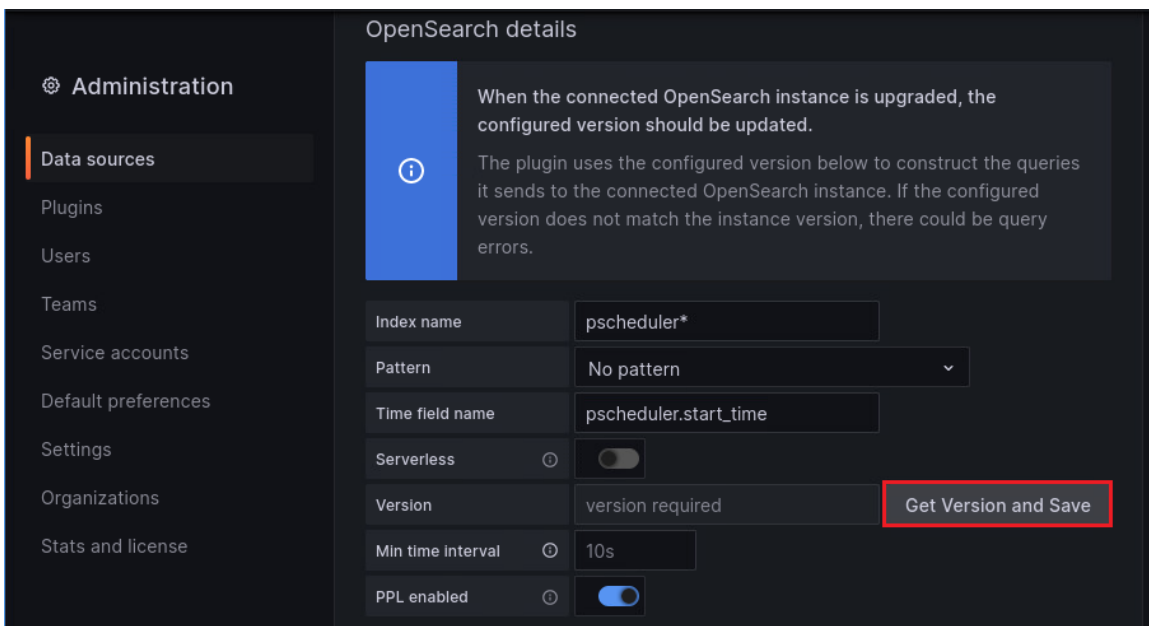 OpenSearch details
Administration
Data sources
Plugins
Users
Teams
Service accounts
Default preferences
Settings
Organizations
Stats and license
When the connected OpenSearch instance is upgraded, the
configured version should be updated.
The plugin uses the configured version below to construct the queries
it sends to the connected OpenSearch instance. If the configured
version does not match the instance version, there could be query
errors.
Index name pscheduler*
Pattern No pattern
Time field name pscheduler.start_time
Serverless
Version version required Get Version and Save
Min time interval 10s
PPL enabled